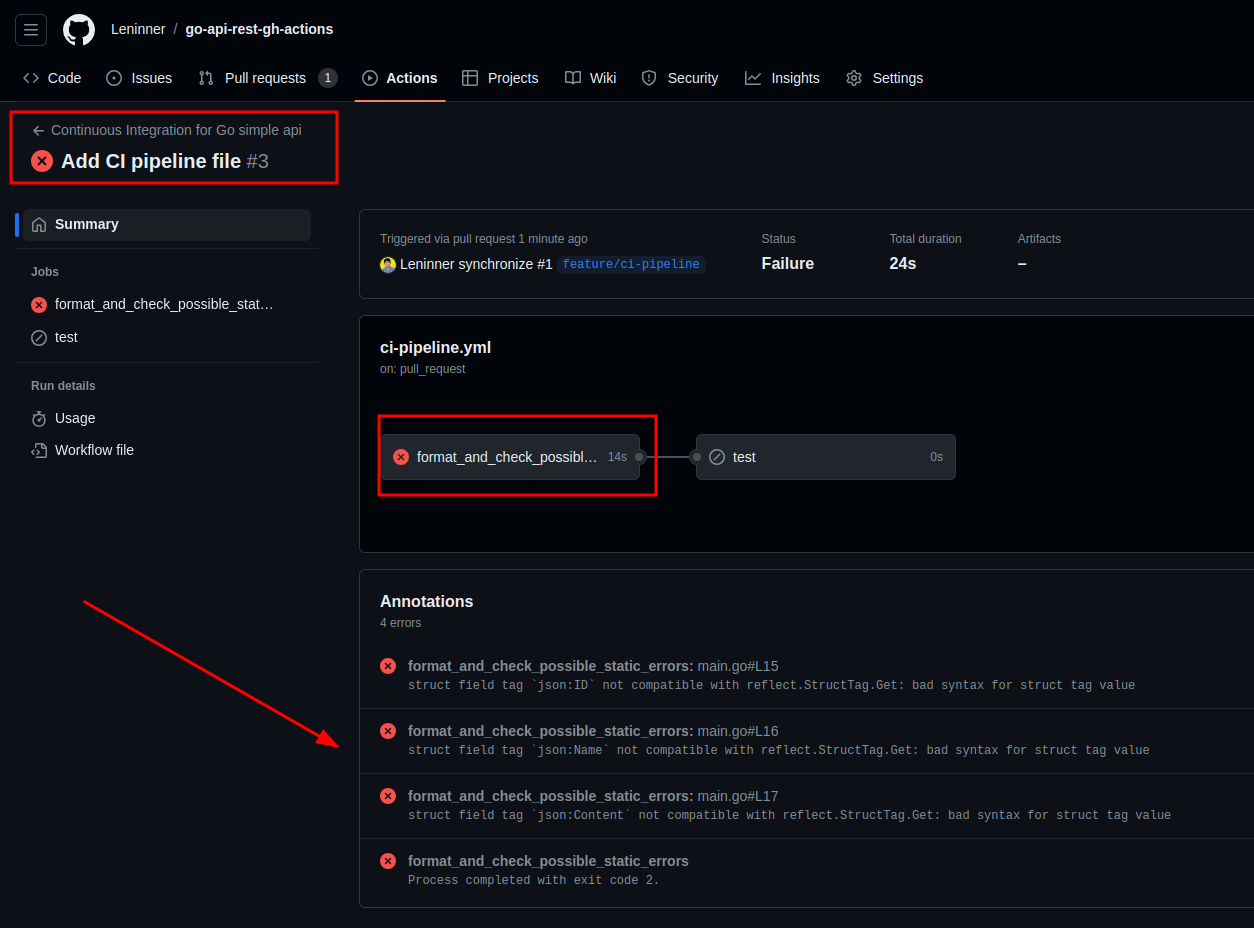 Leninner / go-api-rest-gh-actions
Code Issues Pull requests 1 Actions Projects Wiki Security Insights Settings
Continuous Integration for Go simple api
Add CI pipeline file #3
Summary
Jobs
format_and_check_possible_stat…
test
Run details
Usage
Workflow file
Triggered via pull request 1 minute ago
Leninner synchronize #1 feature/ci-pipeline
Status
Failure
Total duration
24s
Artifacts
–
ci-pipeline.yml
on: pull_request
format_and_check_possibl… 14s
test 0s
Annotations
4 errors
format_and_check_possible_static_errors: main.go#L15
struct field tag `json:ID` not compatible with reflect.StructTag.Get: bad syntax for struct tag value
format_and_check_possible_static_errors: main.go#L16
struct field tag `json:Name` not compatible with reflect.StructTag.Get: bad syntax for struct tag value
format_and_check_possible_static_errors: main.go#L17
struct field tag `json:Content` not compatible with reflect.StructTag.Get: bad syntax for struct tag value
format_and_check_possible_static_errors
Process completed with exit code 2.